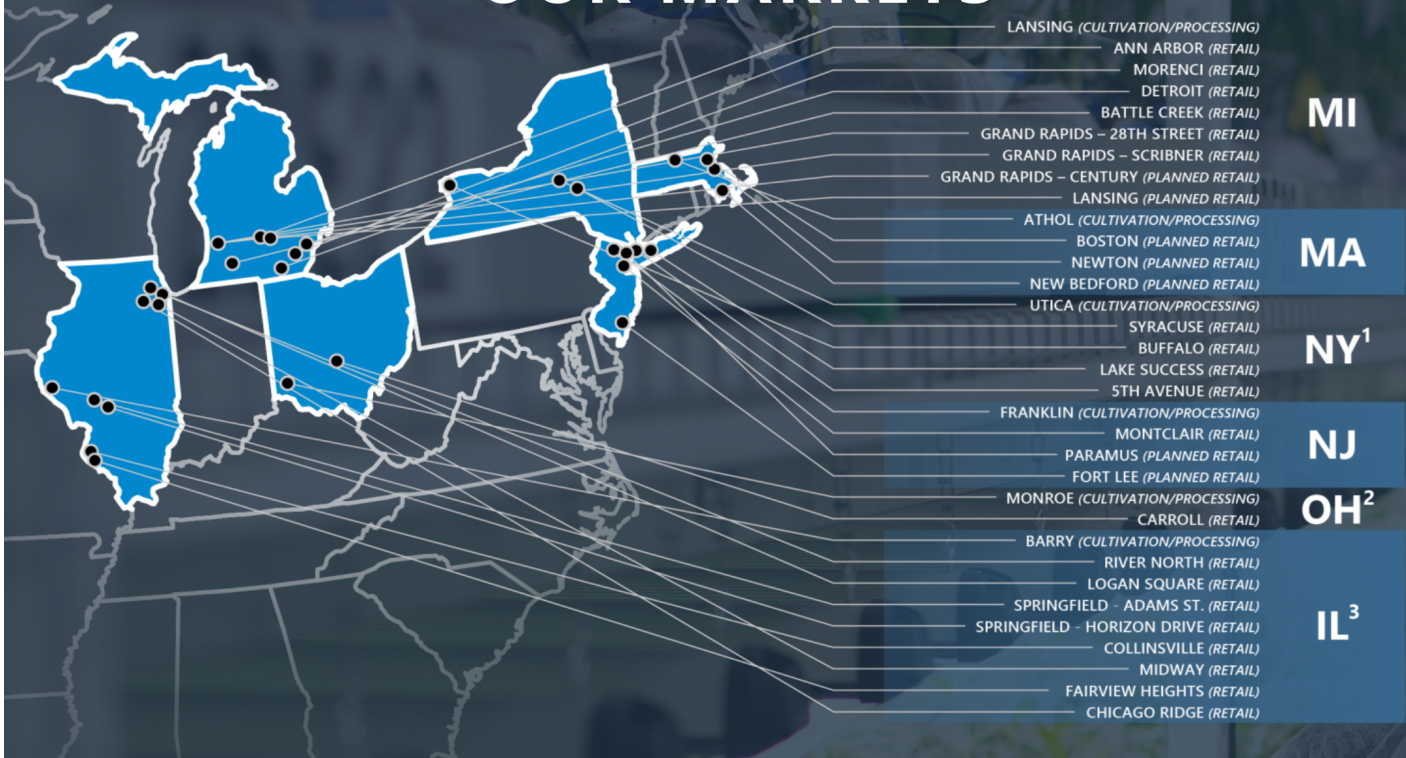 OUR MARKETS
LANSING (CULTIVATION/PROCESSING)
ANN ARBOR (RETAIL)
MORENCI (RETAIL)
DETROIT (RETAIL)
BATTLE CREEK (RETAIL)
GRAND RAPIDS – 28TH STREET (RETAIL)
GRAND RAPIDS – SCRIBNER (RETAIL)
GRAND RAPIDS – CENTURY (PLANNED RETAIL)
LANSING (PLANNED RETAIL)
MI
ATHOL (CULTIVATION/PROCESSING)
BOSTON (PLANNED RETAIL)
NEWTON (PLANNED RETAIL)
NEW BEDFORD (PLANNED RETAIL)
MA
UTICA (CULTIVATION/PROCESSING)
SYRACUSE (RETAIL)
BUFFALO (RETAIL)
LAKE SUCCESS (RETAIL)
5TH AVENUE (RETAIL)
NY¹
FRANKLIN (CULTIVATION/PROCESSING)
MONTCLAIR (RETAIL)
PARAMUS (PLANNED RETAIL)
FORT LEE (PLANNED RETAIL)
NJ
MONROE (CULTIVATION/PROCESSING)
CARROLL (RETAIL)
OH²
BARRY (CULTIVATION/PROCESSING)
RIVER NORTH (RETAIL)
LOGAN SQUARE (RETAIL)
SPRINGFIELD - ADAMS ST. (RETAIL)
SPRINGFIELD - HORIZON DRIVE (RETAIL)
COLLINSVILLE (RETAIL)
MIDWAY (RETAIL)
FAIRVIEW HEIGHTS (RETAIL)
CHICAGO RIDGE (RETAIL)
IL³